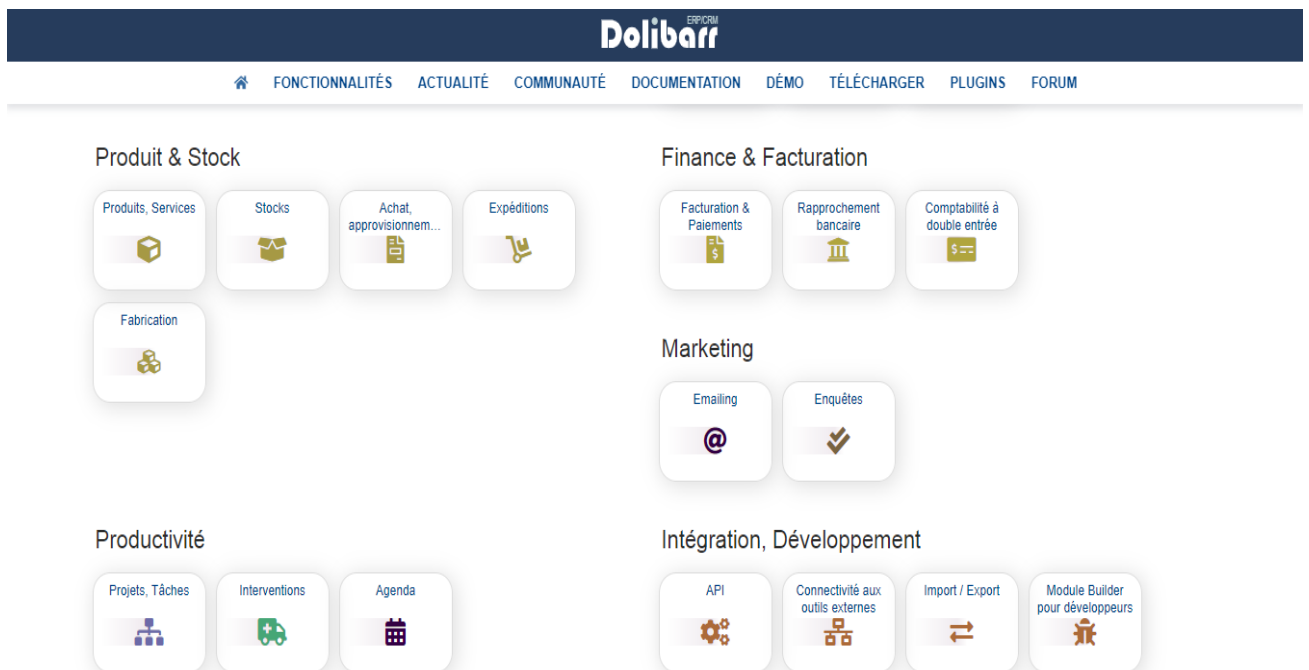 Dolibarr
ERP/CRM
FONCTIONNALITÉS ACTUALITÉ COMMUNAUTÉ DOCUMENTATION DÉMO TÉLÉCHARGER PLUGINS FORUM
Produit & Stock
Produits, Services
Stocks
Achat,
approvisionnem...
Expéditions
Fabrication
Finance & Facturation
Facturation &
Paiements
Rapprochement
bancaire
Comptabilité à
double entrée
Marketing
Emailing
Enquêtes
Productivité
Projets, Tâches
Interventions
Agenda
Intégration, Développement
API
Connectivité aux
outils externes
Import / Export
Module Builder
pour développeurs